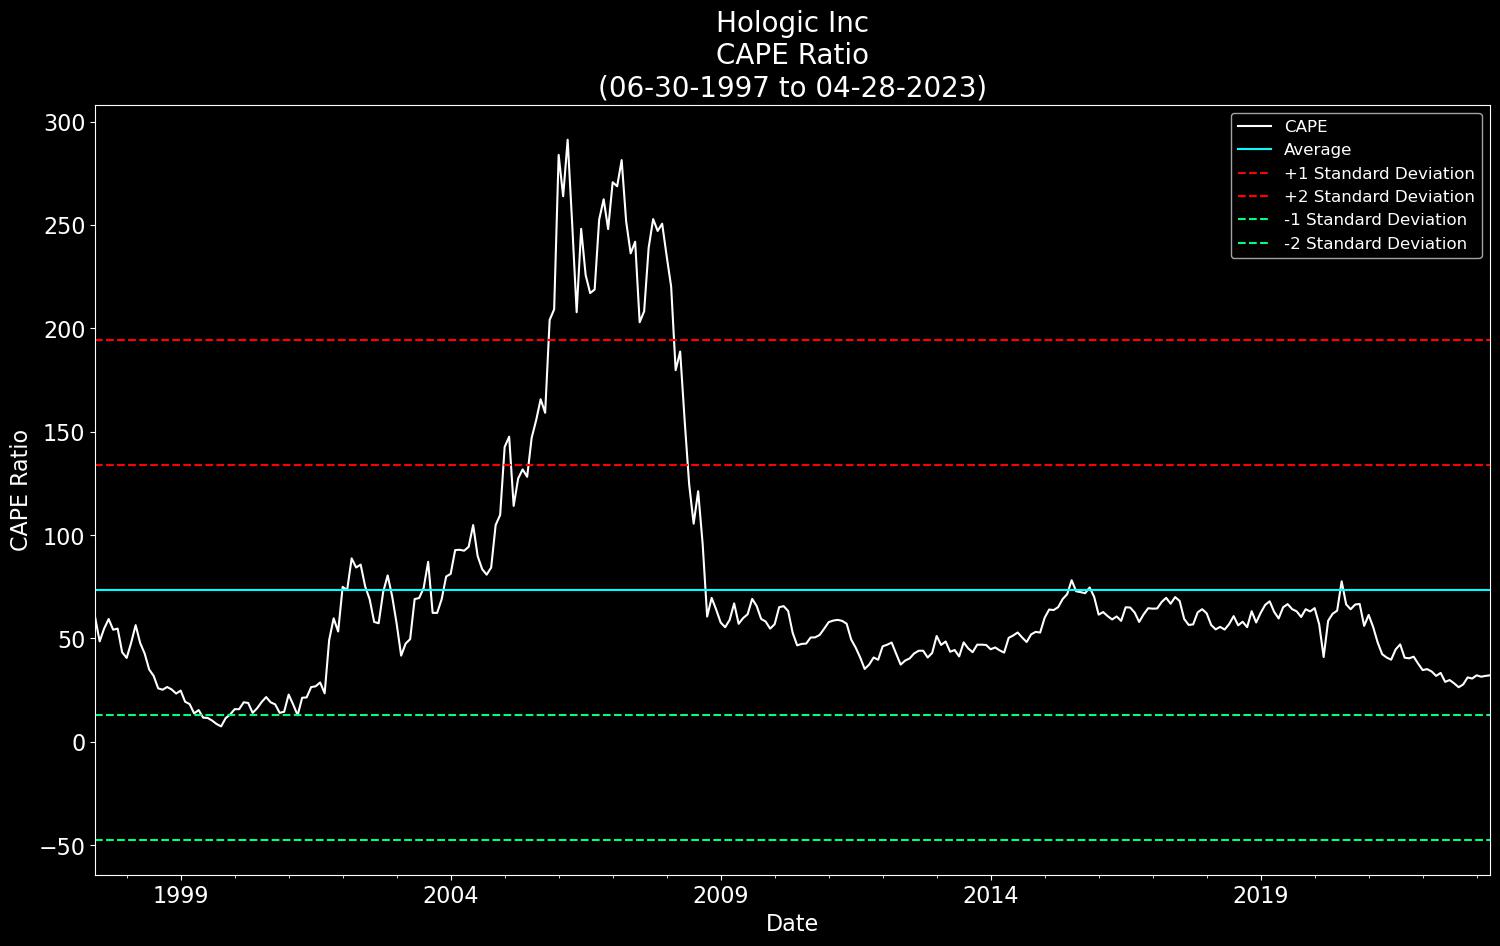 Hologic Inc
CAPE Ratio
(06-30-1997 to 04-28-2023)
300
250
200
150
100
50
0
−50
CAPE Ratio
CAPE
Average
+1 Standard Deviation
+2 Standard Deviation
-1 Standard Deviation
-2 Standard Deviation
1999 2004 2009 2014 2019
Date